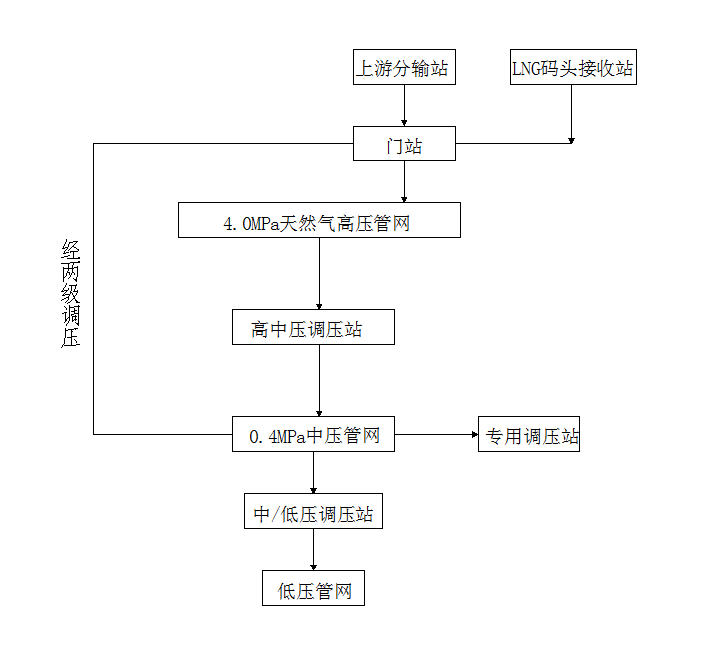 上游分输站
LNG码头接收站
门站
4.0MPa天然气高压管网
经两级调压
高中压调压站
0.4MPa中压管网
专用调压站
中/低压调压站
低压管网